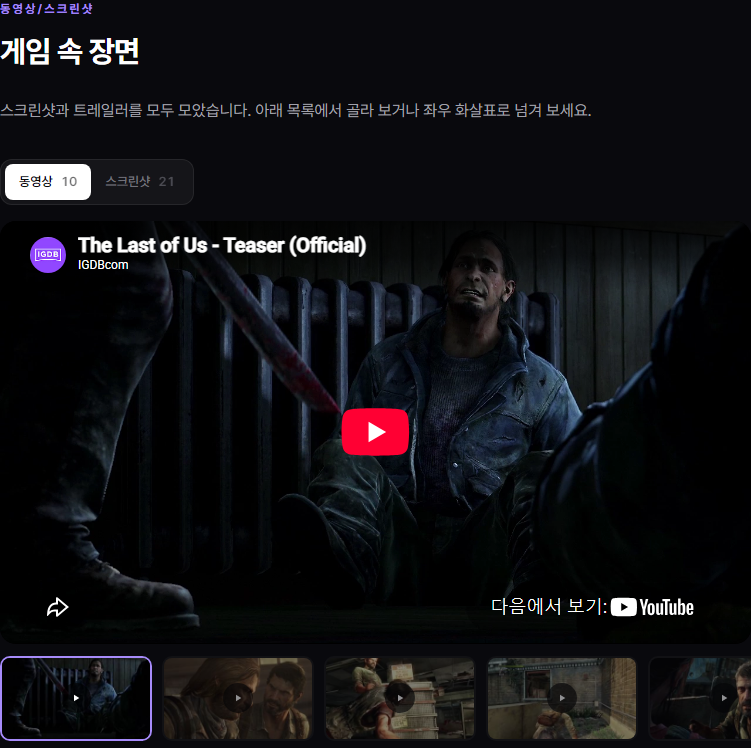 동영상/스크린샷
게임 속 장면
스크린샷과 트레일러를 모두 모았습니다. 아래 목록에서 골라 보거나 좌우 화살표로 넘겨 보세요.
동영상 10 스크린샷 21
IGDB
The Last of Us - Teaser (Official)
IGDBcom
다음에서 보기: YouTube